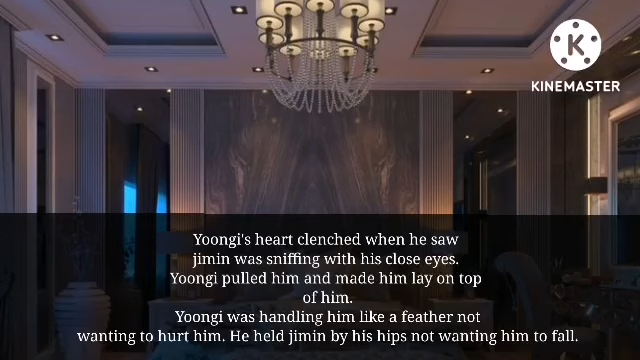 KINEMASTER
Yoongi's heart clenched when he saw
jimin was sniffing with his close eyes.
Yoongi pulled him and made him lay on top
of him.
Yoongi was handling him like a feather not
wanting to hurt him. He held jimin by his hips not wanting him to fall.